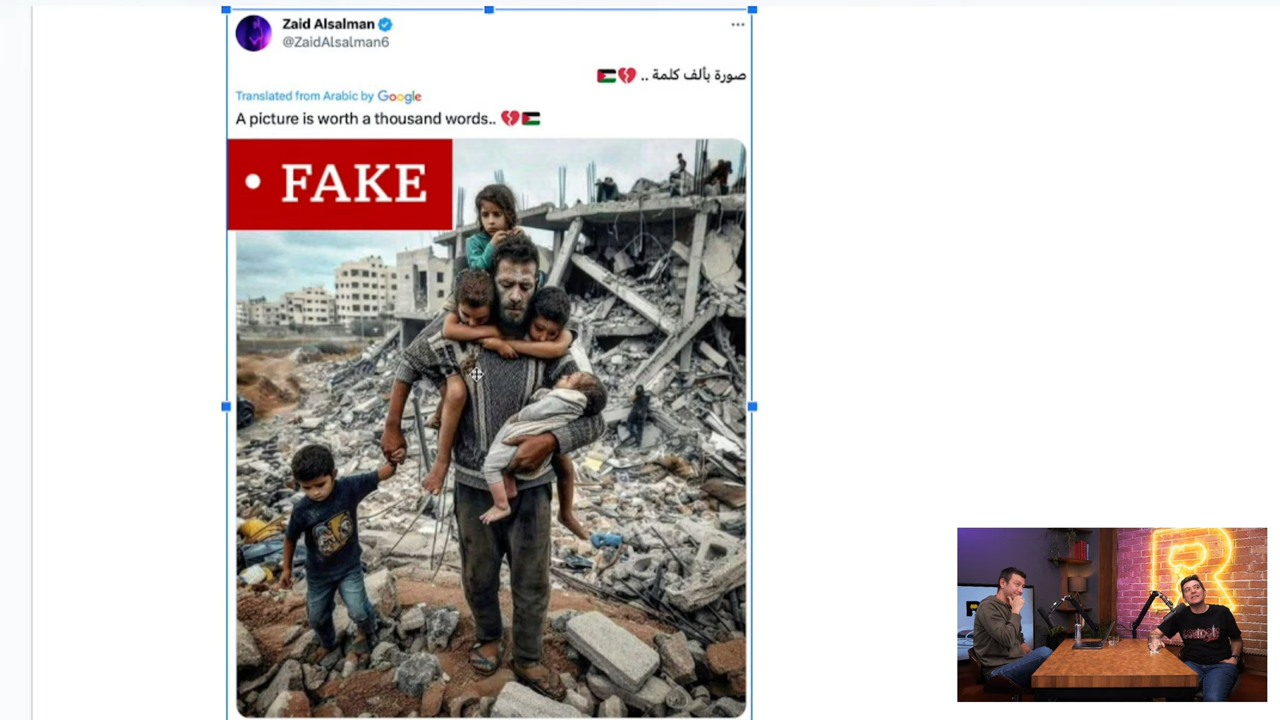 Zaid Alsalman
@ZaidAlsalman6
صورة بألف كلمة .. 💔🇵🇸
Translated from Arabic by Google
A picture is worth a thousand words.. 💔🇵🇸
• FAKE
R